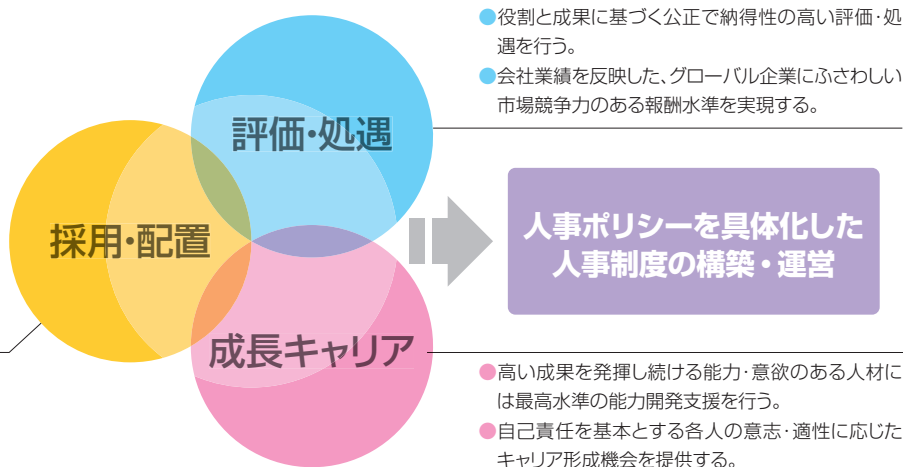 ●役割と成果に基づく公正で納得性の高い評価・処
遇を行う。
●会社業績を反映した、グローバル企業にふさわしい
市場競争力のある報酬水準を実現する。
評価・処遇
採用・配置
人事ポリシーを具体化した
人事制度の構築・運営
成長キャリア
●高い成果を発揮し続ける能力・意欲のある人材に
は最高水準の能力開発支援を行う。
●自己責任を基本とする各人の意志・適性に応じた
キャリア形成機会を提供する。